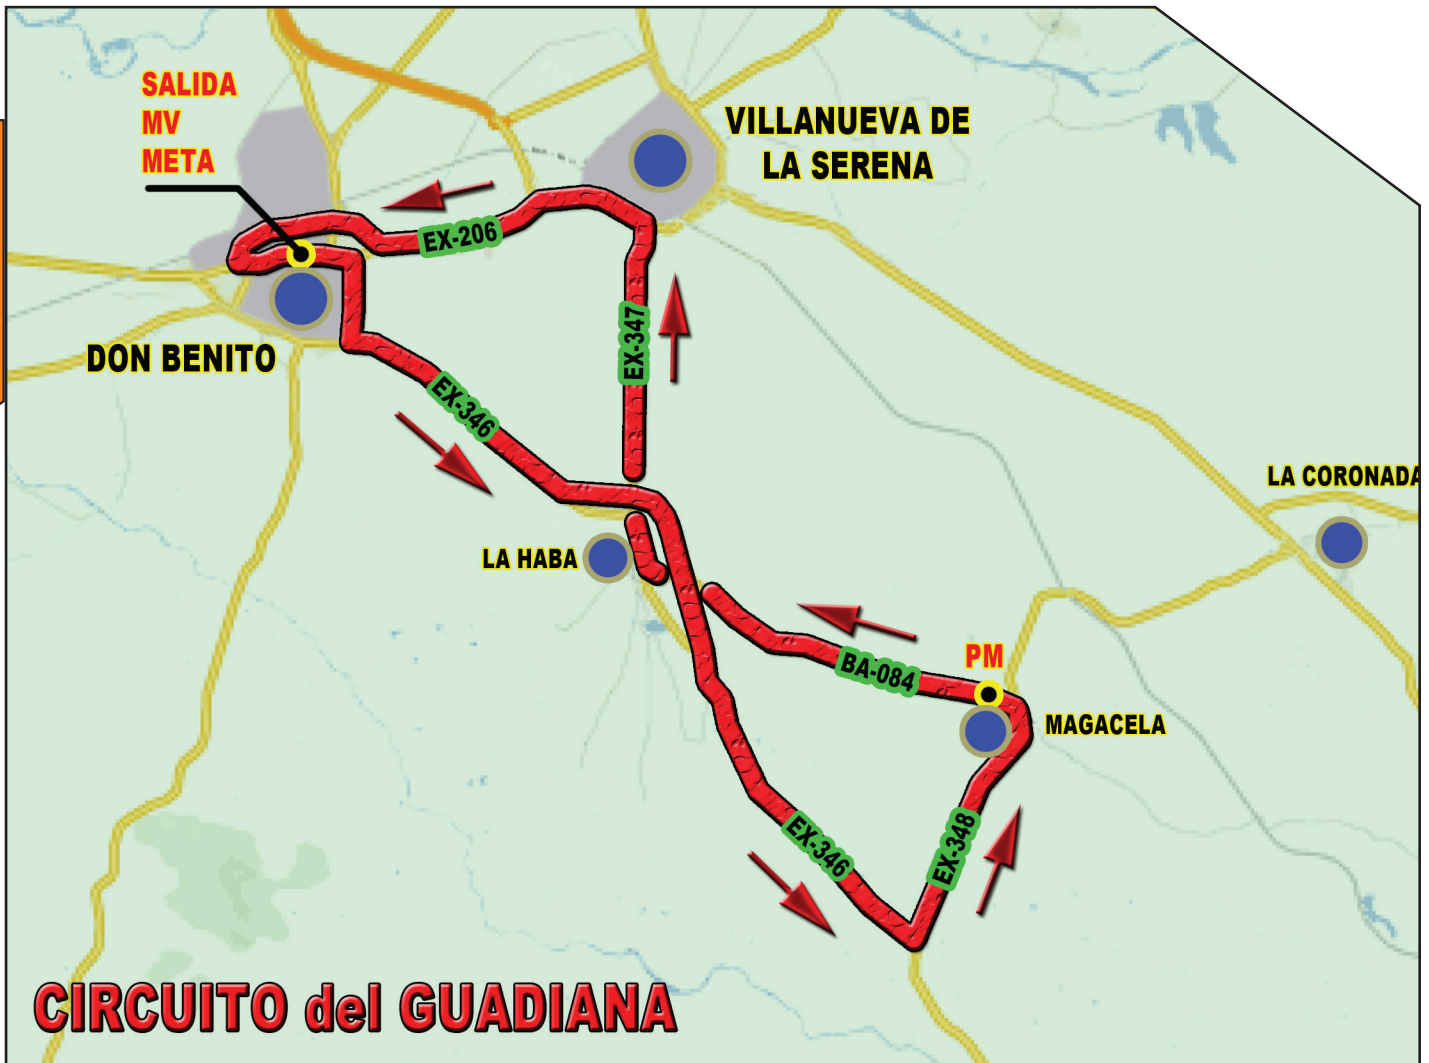 SALIDA
MV
META
VILLANUEVA DE
LA SERENA
EX-206
EX-347
DON BENITO
EX-346
LA CORONADA
LA HABA
BA-084
PM
MAGACELA
EX-346
EX-348
CIRCUITO del GUADIANA